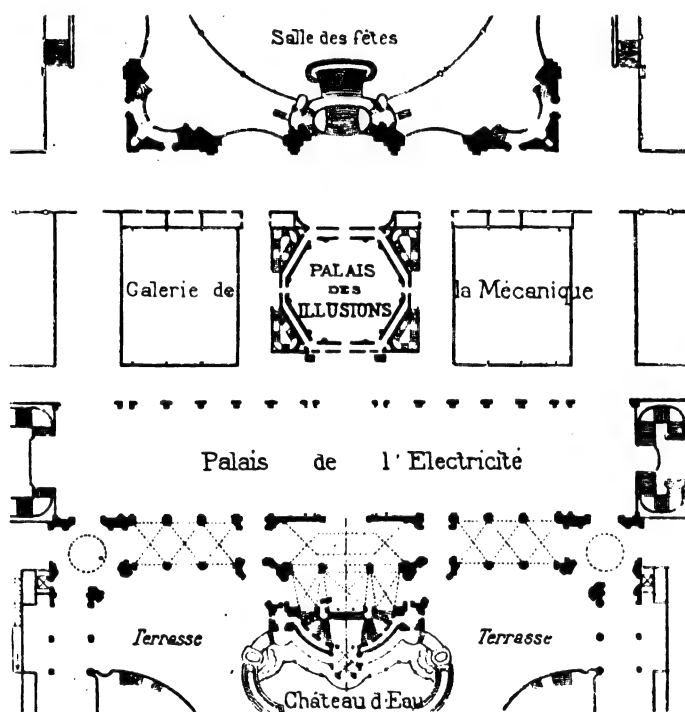 Salle des fêtes
PALAIS
DES
ILLUSIONS
Galerie de la Mécanique
Palais de l'Electricité
Terrasse
Terrasse
Château d'Eau